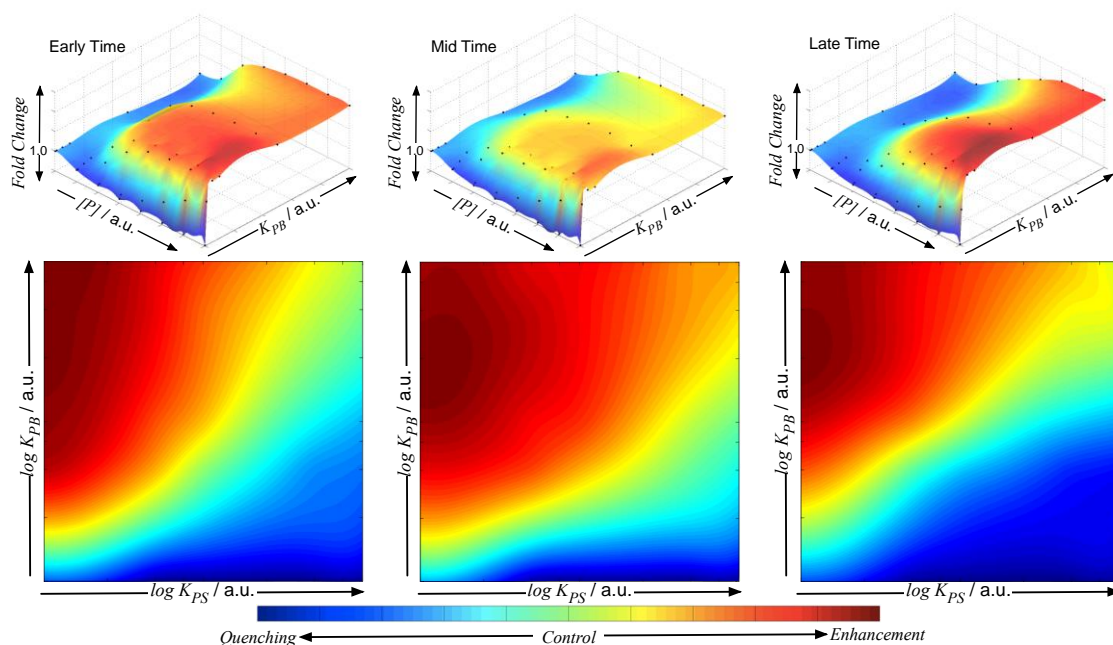 Early Time
Mid Time
Late Time
Fold Change
1.0
[P] / a.u.
K_PB / a.u.
Fold Change
1.0
[P] / a.u.
K_PB / a.u.
Fold Change
1.0
[P] / a.u.
K_PB / a.u.
log K_PB / a.u.
log K_PS / a.u.
log K_PB / a.u.
log K_PS / a.u.
log K_PB / a.u.
log K_PS / a.u.
Quenching Control Enhancement